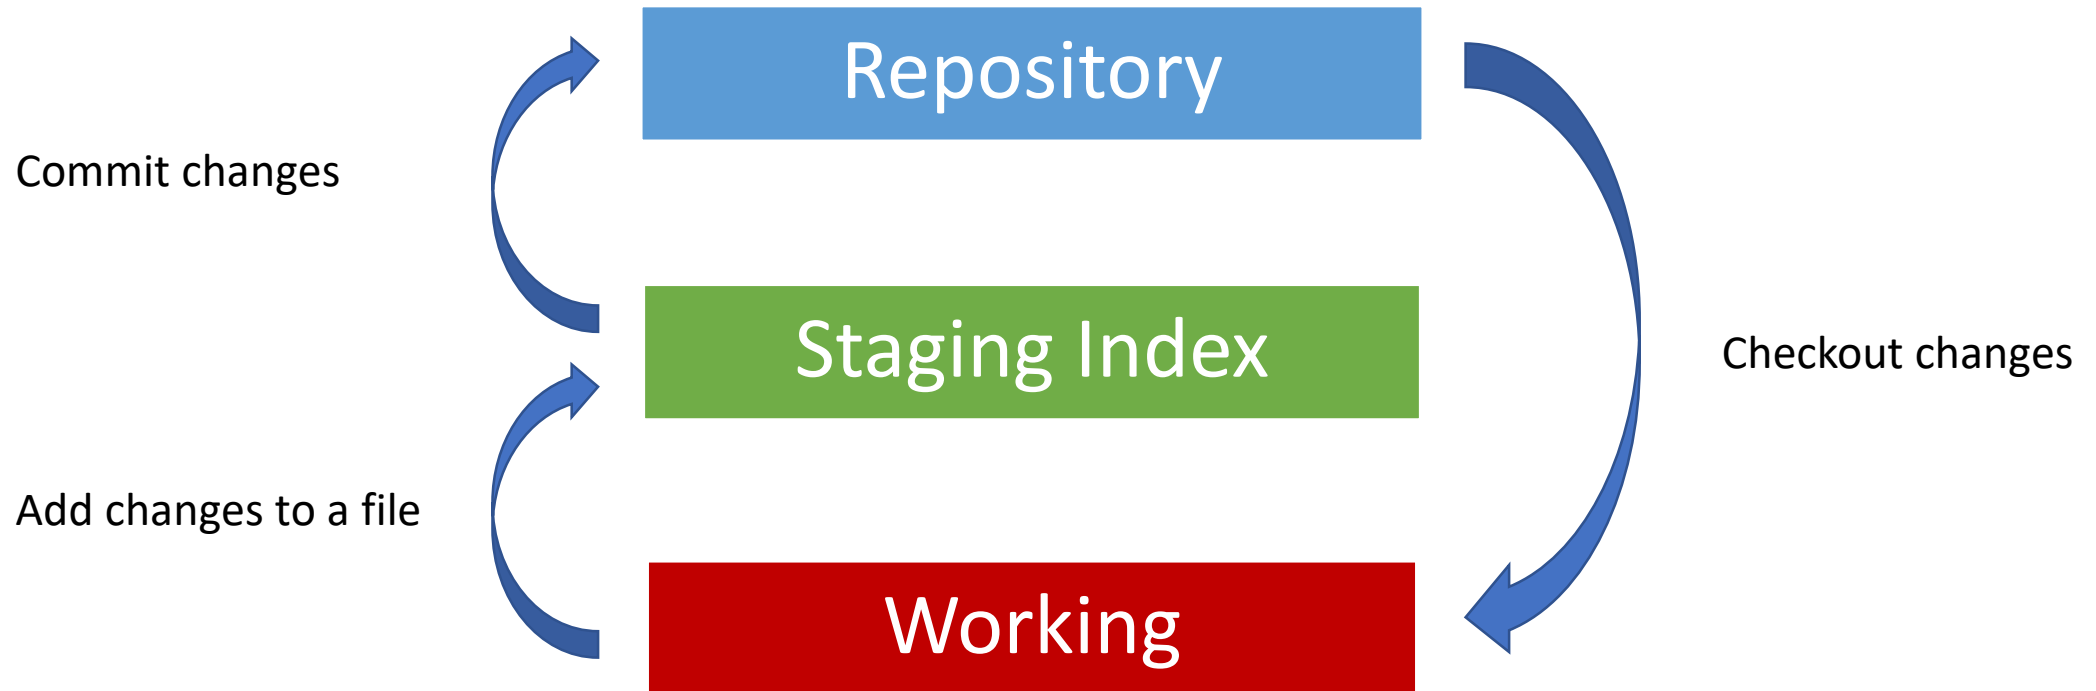 Repository
Commit changes
Staging Index
Checkout changes
Add changes to a file
Working